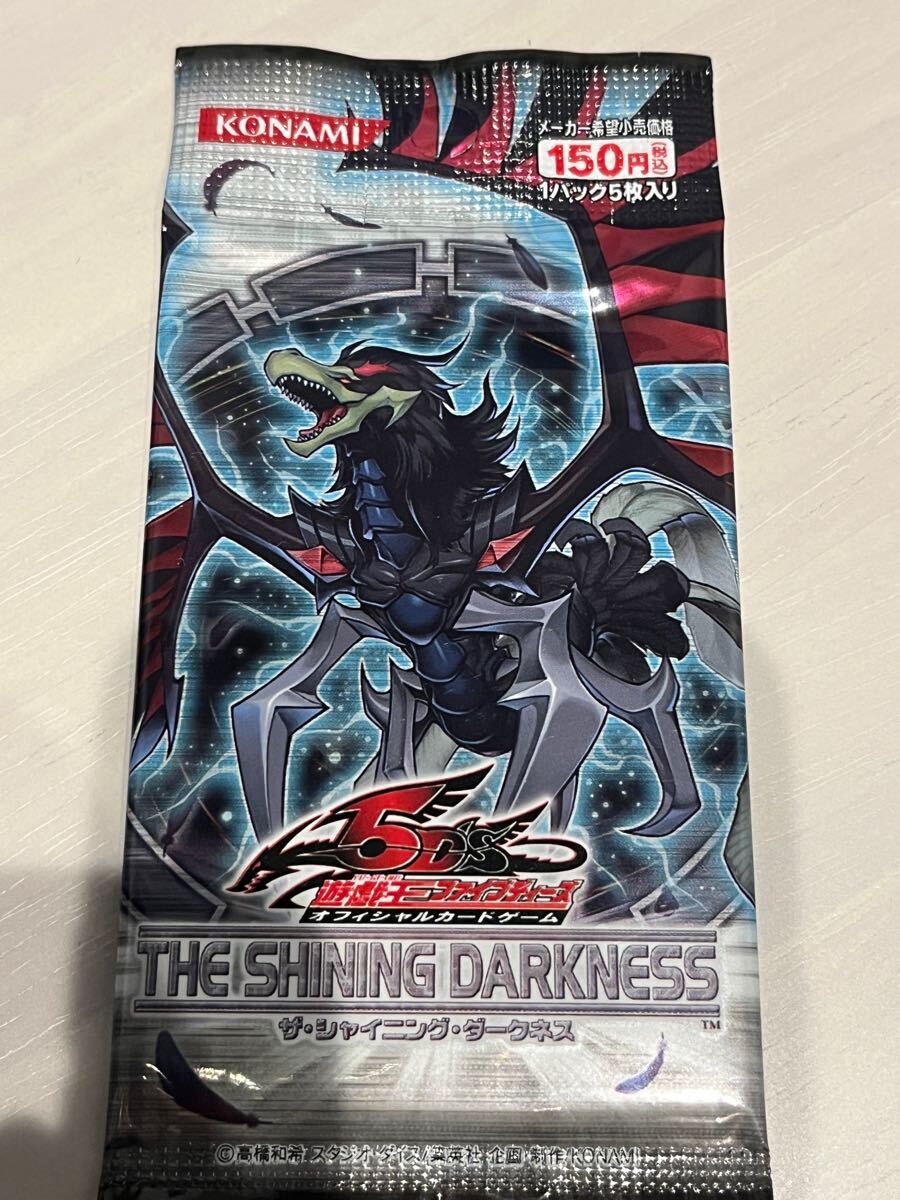 KONAMI
メーカー希望小売価格
150円(税込)
1パック5枚入り
5D's
YU-GI-OH!
遊戯王ファイブディーズ
オフィシャルカードゲーム
THE SHINING DARKNESS
ザ・シャイニング・ダークネス
TM
©高橋和希 スタジオ・ダイス/集英社 企画・制作/KONAMI